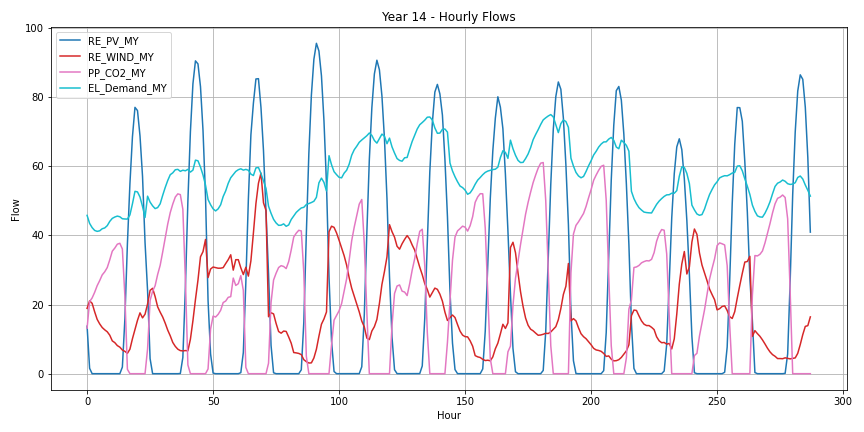 Year 14 - Hourly Flows
100
80
60
40
20
0
Flow
RE_PV_MY
RE_WIND_MY
PP_CO2_MY
EL_Demand_MY
0 50 100 150 200 250 300
Hour